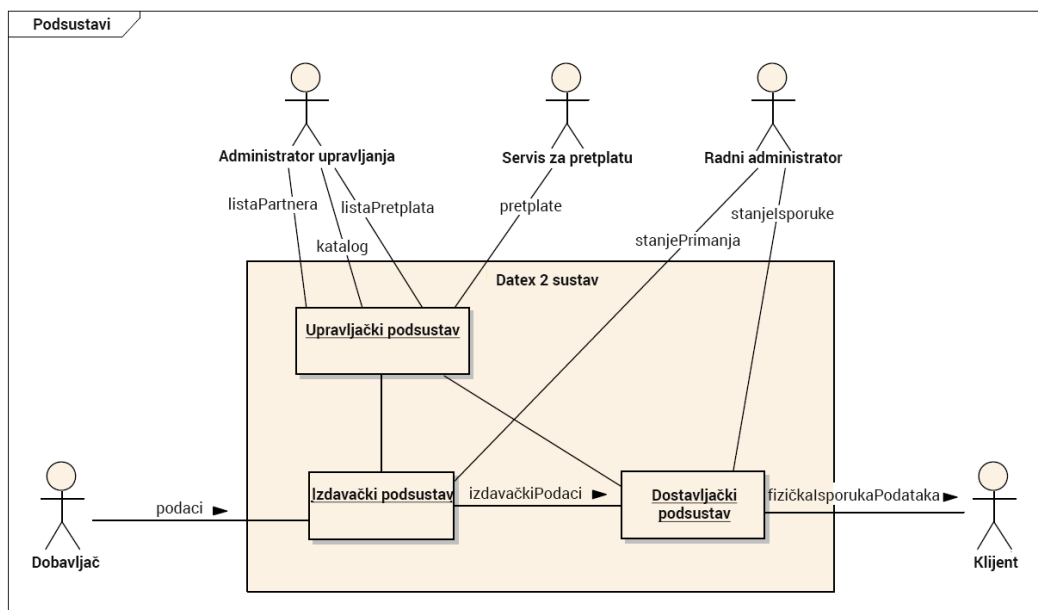 Podsustavi
Administrator upravljanja
Servis za pretplatu
Radni administrator
listaPartnera
listaPretplata
pretplate
stanjeIsporuke
katalog
stanjePrimanja
Datex 2 sustav
Upravljački podsustav
Izdavački podsustav
izdavačkiPodaci
Dostavljački
podsustav
fizičkaIsporukaPodataka
podaci
Dobavljač
Klijent